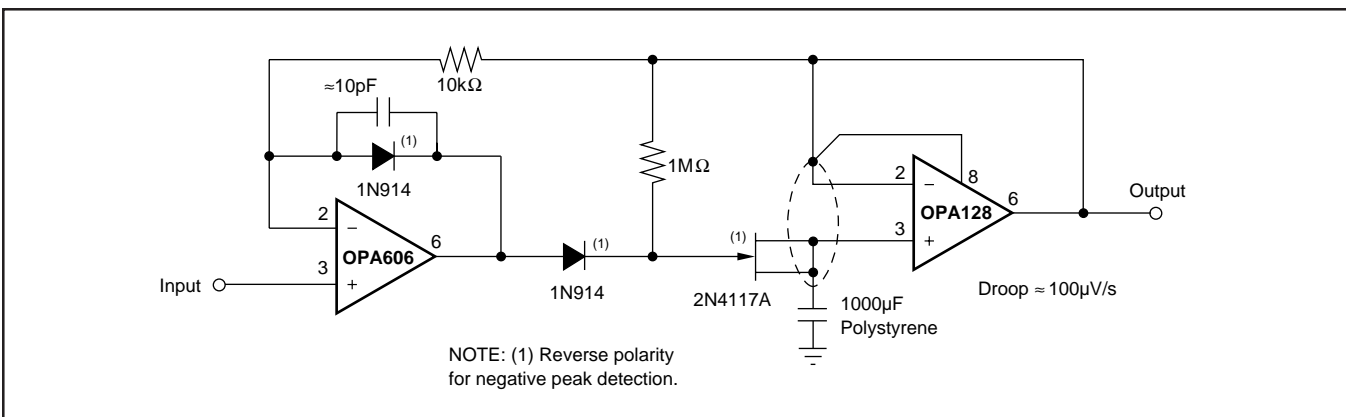 10kΩ
≈10pF
(1)
1N914
1MΩ
2
–
3
+
OPA606
6
Input
(1)
1N914
(1)
2N4117A
2
–
8
3
+
OPA128
6
Output
1000µF
Polystyrene
Droop ≈ 100µV/s
NOTE: (1) Reverse polarity
for negative peak detection.